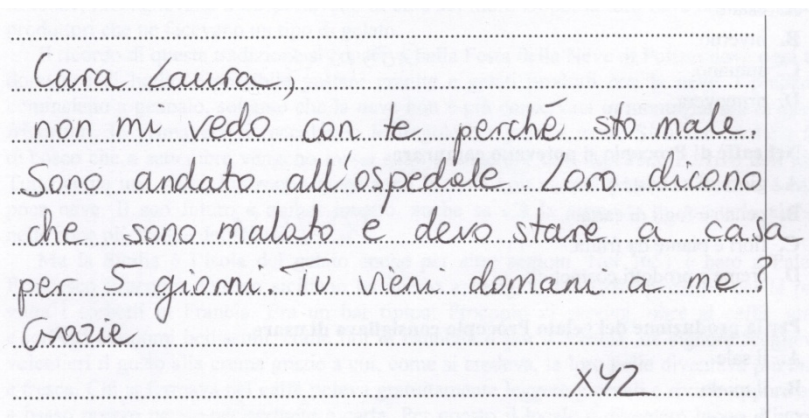 Cara Laura,
non mi vedo con te, perché sto male.
Sono andato all'ospedale. Loro dicono
che sono malato e devo stare a casa
per 5 giorni. Tu vieni domani a me?
Grazie
XYZ